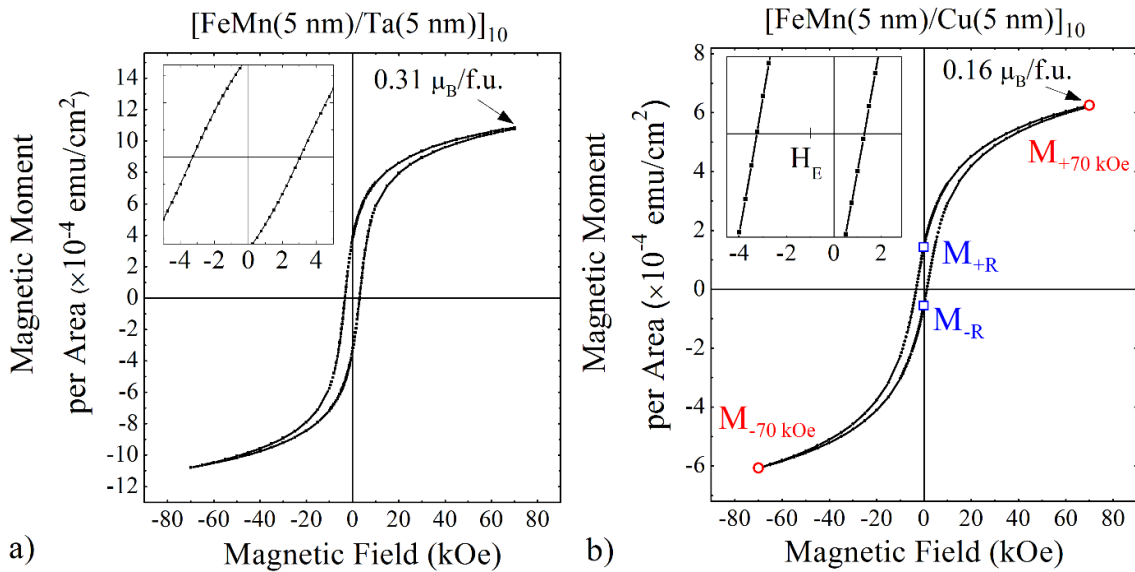 [FeMn(5 nm)/Ta(5 nm)]₁₀
Magnetic Moment
per Area (×10⁻⁴ emu/cm²)
14
12
10
8
6
4
2
0
-2
-4
-6
-8
-10
-12
-80 -60 -40 -20 0 20 40 60 80
Magnetic Field (kOe)
0.31 μB/f.u.
-4 -2 0 2 4
a)
[FeMn(5 nm)/Cu(5 nm)]₁₀
Magnetic Moment
per Area (×10⁻⁴ emu/cm²)
8
6
4
2
0
-2
-4
-6
-80 -60 -40 -20 0 20 40 60 80
Magnetic Field (kOe)
0.16 μB/f.u.
HE
-4 -2 0 2
M+70 kOe
M+R
M-R
M-70 kOe
b)